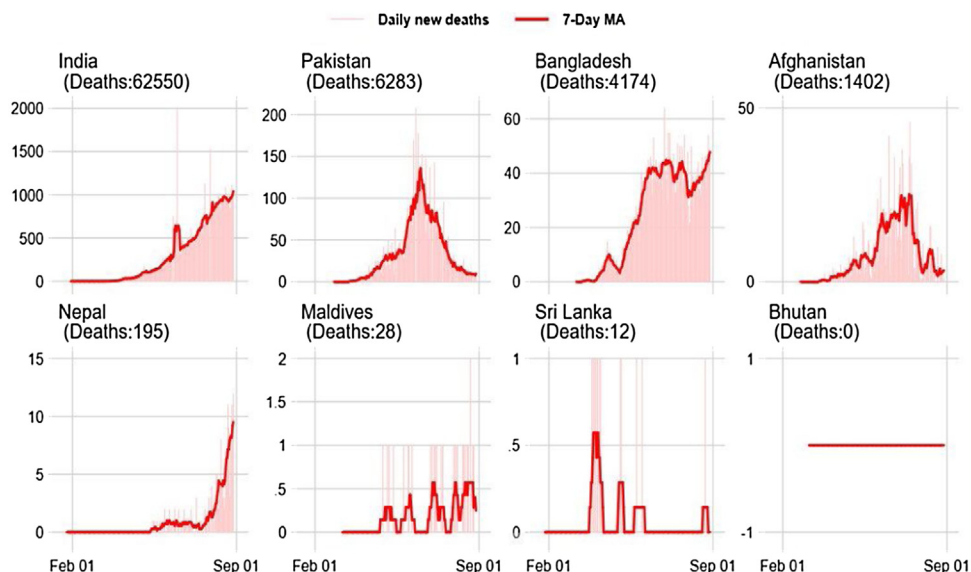 Daily new deaths 7-Day MA
India
(Deaths:62550)
Pakistan
(Deaths:6283)
Bangladesh
(Deaths:4174)
Afghanistan
(Deaths:1402)
2000
1500
1000
500
0
200
150
100
50
0
60
40
20
0
50
0
Nepal
(Deaths:195)
Maldives
(Deaths:28)
Sri Lanka
(Deaths:12)
Bhutan
(Deaths:0)
15
10
5
0
2
1.5
1
.5
0
1
.5
0
1
-1
Feb 01 Sep 01
Feb 01 Sep 01
Feb 01 Sep 01
Feb 01 Sep 01